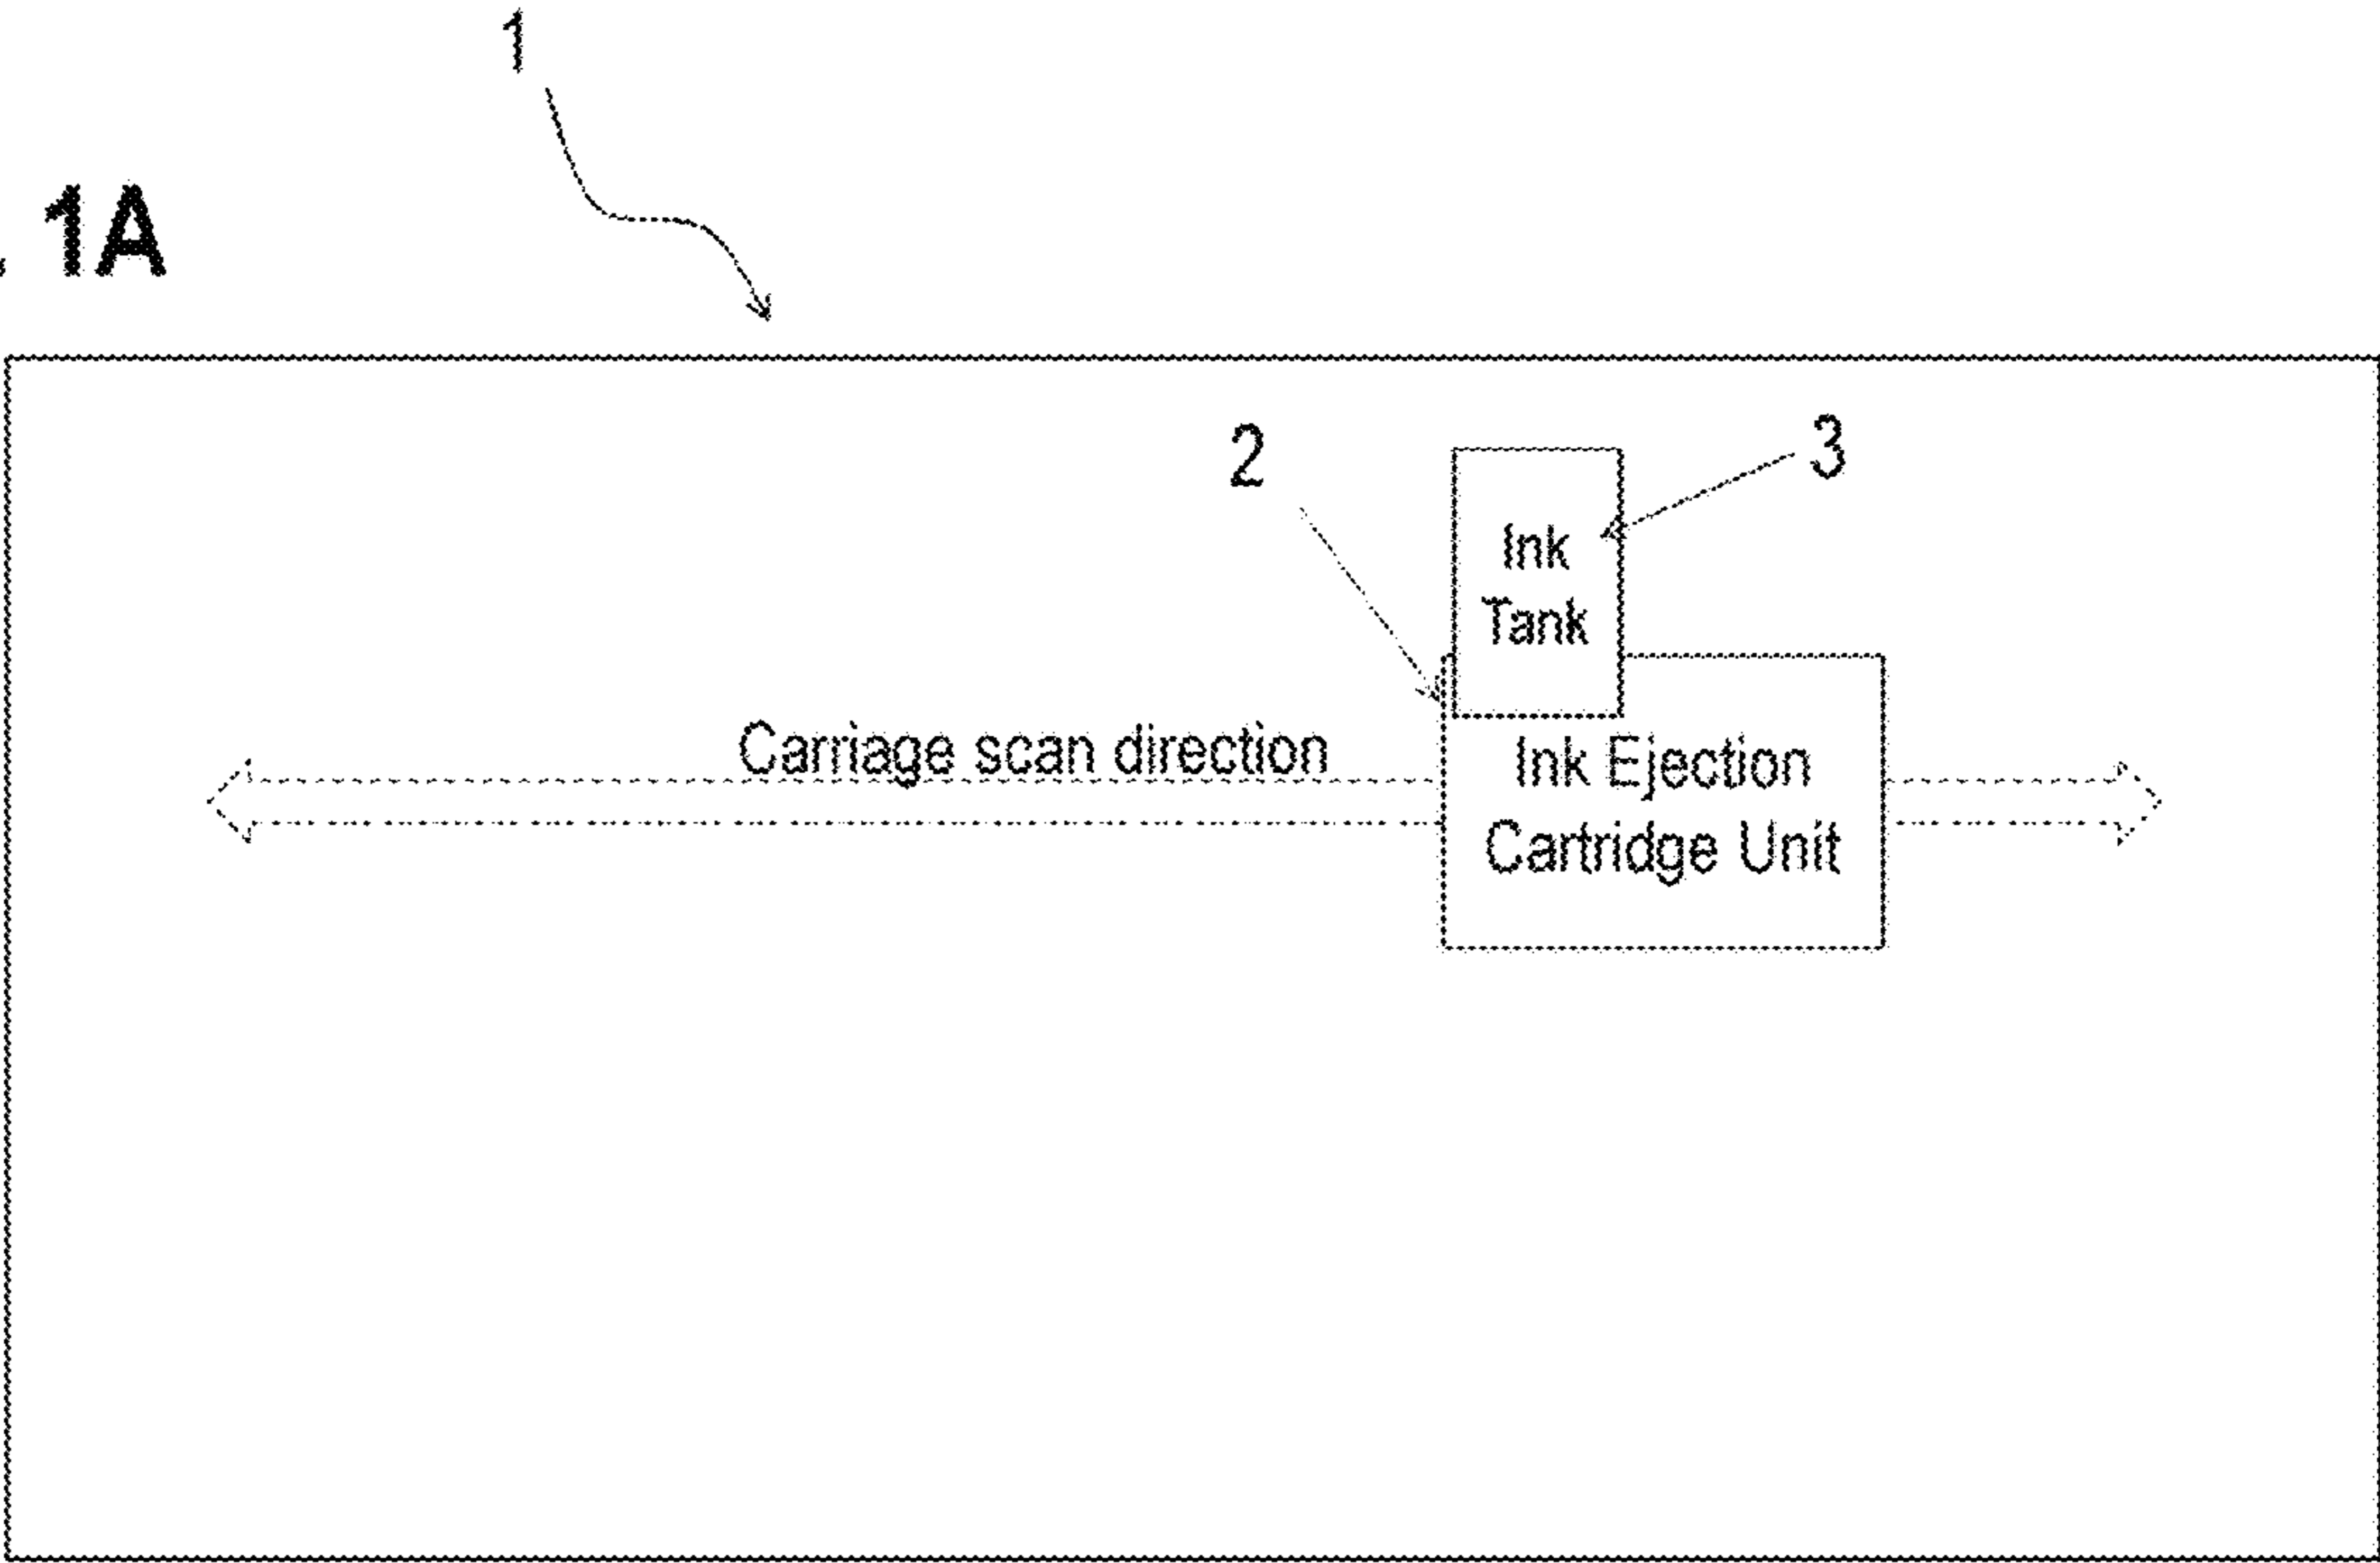 1
1A
2
3
Ink
Tank
Carriage scan direction
Ink Ejection
Cartridge Unit